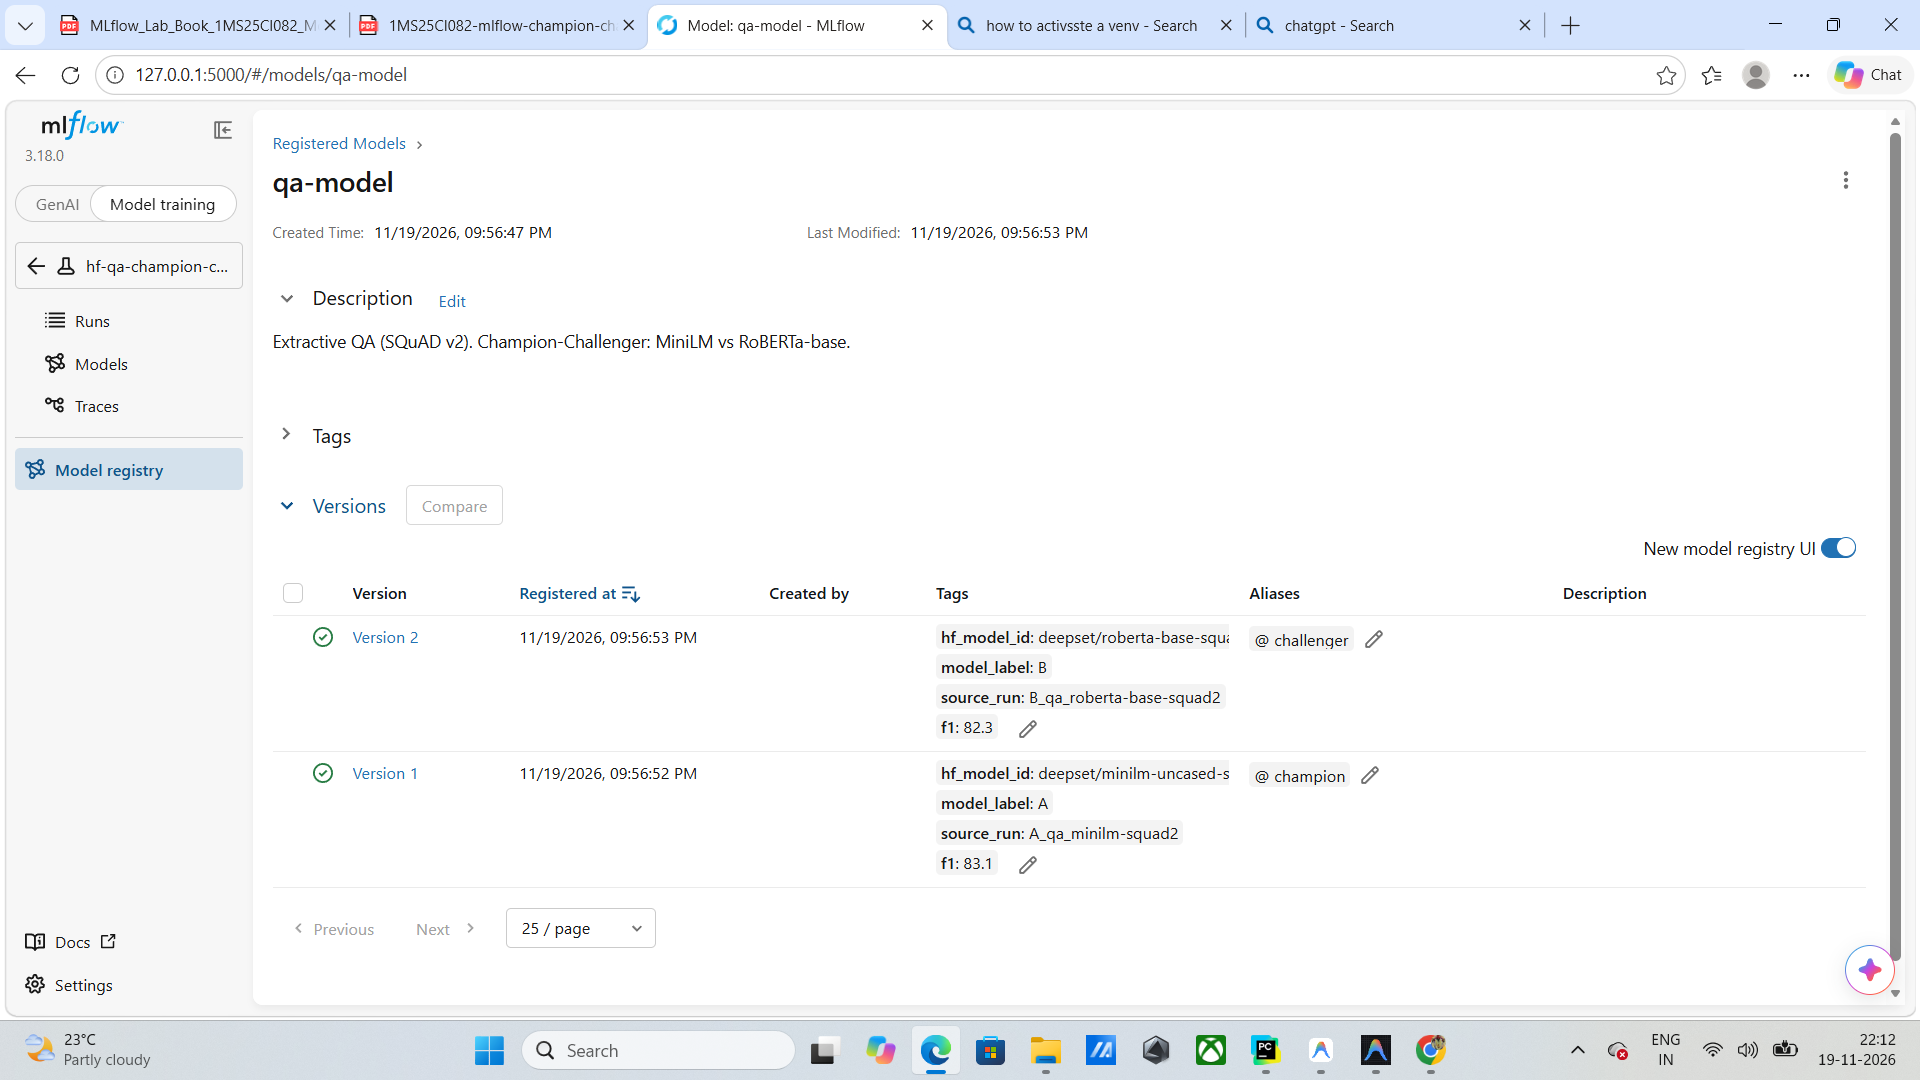 MLflow_Lab_Book_1MS25CI082_M
1MS25CI082-mlflow-champion-ch
Model: qa-model - MLflow
how to activsste a venv - Search
chatgpt - Search
127.0.0.1:5000/#/models/qa-model
Chat
mlflow
3.18.0
GenAI
Model training
hf-qa-champion-c...
Runs
Models
Traces
Model registry
Docs
Settings
Registered Models
qa-model
Created Time: 11/19/2026, 09:56:47 PM
Last Modified: 11/19/2026, 09:56:53 PM
Description Edit
Extractive QA (SQuAD v2). Champion-Challenger: MiniLM vs RoBERTa-base.
Tags
Versions Compare
New model registry UI
Version Registered at Created by Tags Aliases Description
Version 2 11/19/2026, 09:56:53 PM hf_model_id: deepset/roberta-base-squa @ challenger
model_label: B
source_run: B_qa_roberta-base-squad2
f1: 82.3
Version 1 11/19/2026, 09:56:52 PM hf_model_id: deepset/minilm-uncased-s @ champion
model_label: A
source_run: A_qa_minilm-squad2
f1: 83.1
Previous Next 25 / page
23°C
Partly cloudy
Search
PC
ENG
IN
22:12
19-11-2026